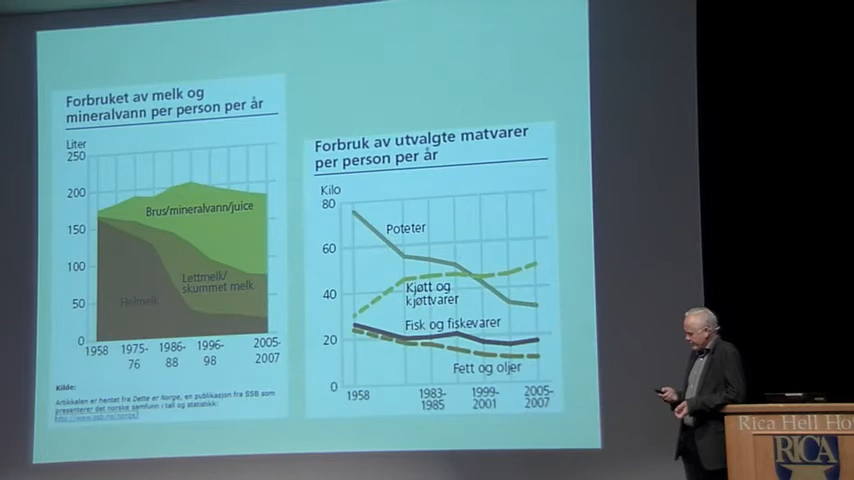 Forbruket av melk og
mineralvann per person per år
Liter
250
200
150
100
50
0
Brus/mineralvann/juice
Lettmelk/
skummet melk
Helmelk
1958 1975- 1986- 1996- 2005-
76 88 98 2007
Kilde:
Artikkelen er hentet fra Dette er Norge, en publikasjon fra SSB som
presenterer det norske samfunn i tall og statistikk:
http://www.ssb.no/norge/
Forbruk av utvalgte matvarer
per person per år
Kilo
80
60
40
20
0
Poteter
Kjøtt og
kjøttvarer
Fisk og fiskevarer
Fett og oljer
1958 1983- 1999- 2005-
1985 2001 2007
Rica Hell Ho
RICA